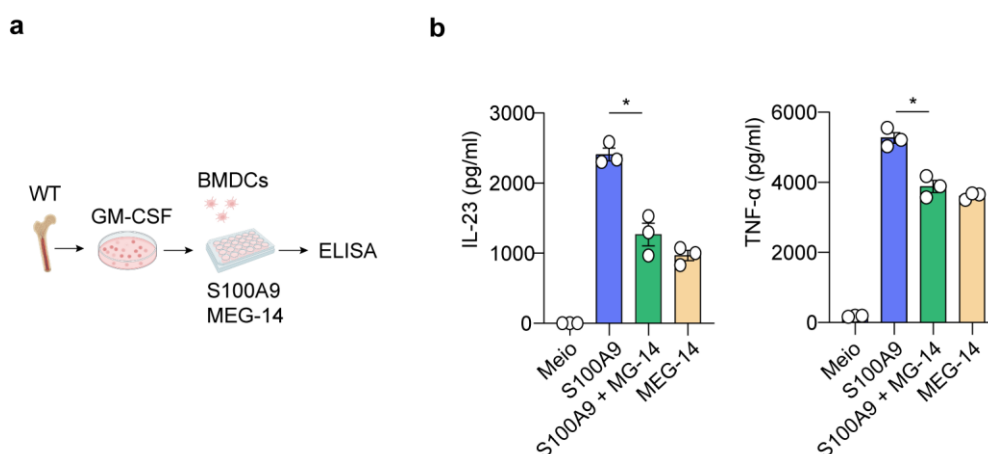 a
WT
GM-CSF
BMDCs
S100A9
MEG-14
ELISA
b
IL-23 (pg/ml)
3000
2000
1000
0
*
Meio
S100A9
S100A9 + MG-14
MEG-14
TNF-α (pg/ml)
6000
4000
2000
0
*
Meio
S100A9
S100A9 + MG-14
MEG-14